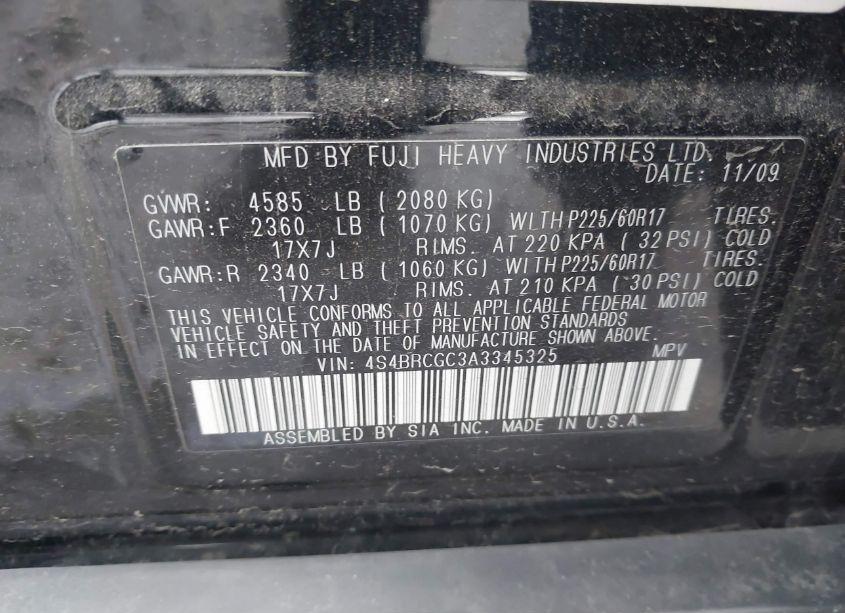 MFD BY FUJI HEAVY INDUSTRIES LTD.
DATE: 11/09
GVWR: 4585 LB ( 2080 KG)
GAWR:F 2360 LB ( 1070 KG) WITH P225/60R17 TIRES.
17X7J RIMS. AT 220 KPA ( 32 PSI) COLD
GAWR:R 2340 LB ( 1060 KG) WITH P225/60R17 TIRES.
17X7J RIMS. AT 210 KPA ( 30 PSI) COLD
THIS VEHICLE CONFORMS TO ALL APPLICABLE FEDERAL MOTOR
VEHICLE SAFETY AND THEFT PREVENTION STANDARDS
IN EFFECT ON THE DATE OF MANUFACTURE SHOWN ABOVE.
VIN: 4S4BRCGC3A3345325 MPV
ASSEMBLED BY SIA INC. MADE IN U.S.A.